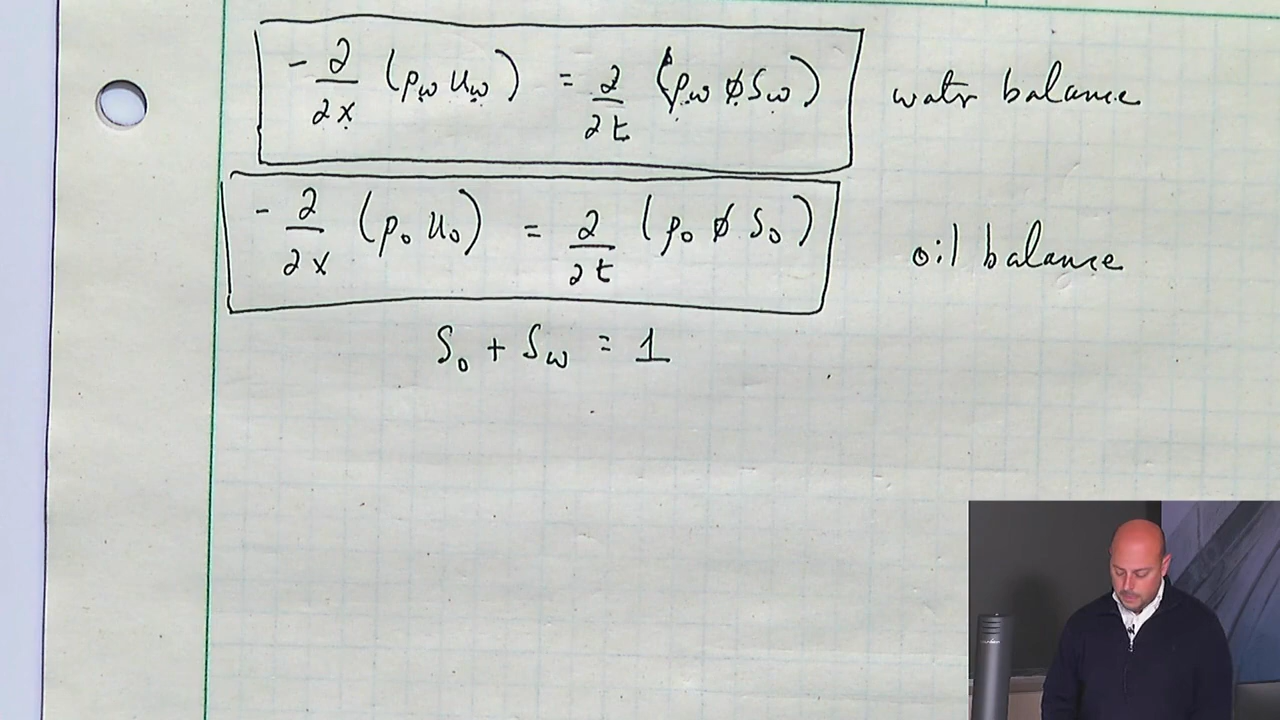 - ∂/∂x (ρw uw) = ∂/∂t (ρw ϕ Sw) water balance
- ∂/∂x (ρo uo) = ∂/∂t (ρo ϕ So) oil balance
So + Sw = 1